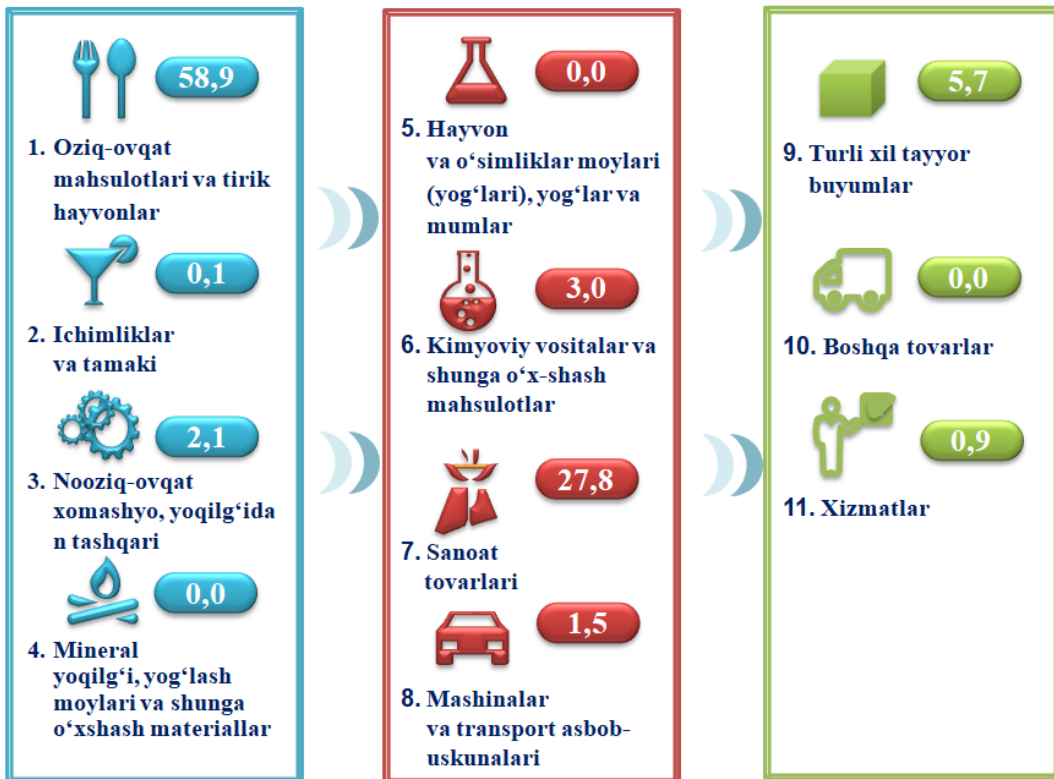 58,9
1. Oziq-ovqat
mahsulotlari va tirik
hayvonlar
0,1
2. Ichimliklar
va tamaki
2,1
3. Nooziq-ovqat
xomashyo, yoqilg‘ida
n tashqari
0,0
4. Mineral
yoqilg‘i, yog‘lash
moylari va shunga
o‘xshash materiallar
0,0
5. Hayvon
va o‘simliklar moylari
(yog‘lari), yog‘lar va
mumlar
3,0
6. Kimyoviy vositalar va
shunga o‘x-shash
mahsulotlar
27,8
7. Sanoat
tovarlari
1,5
8. Mashinalar
va transport asbob-
uskunalari
5,7
9. Turli xil tayyor
buyumlar
0,0
10. Boshqa tovarlar
0,9
11. Xizmatlar